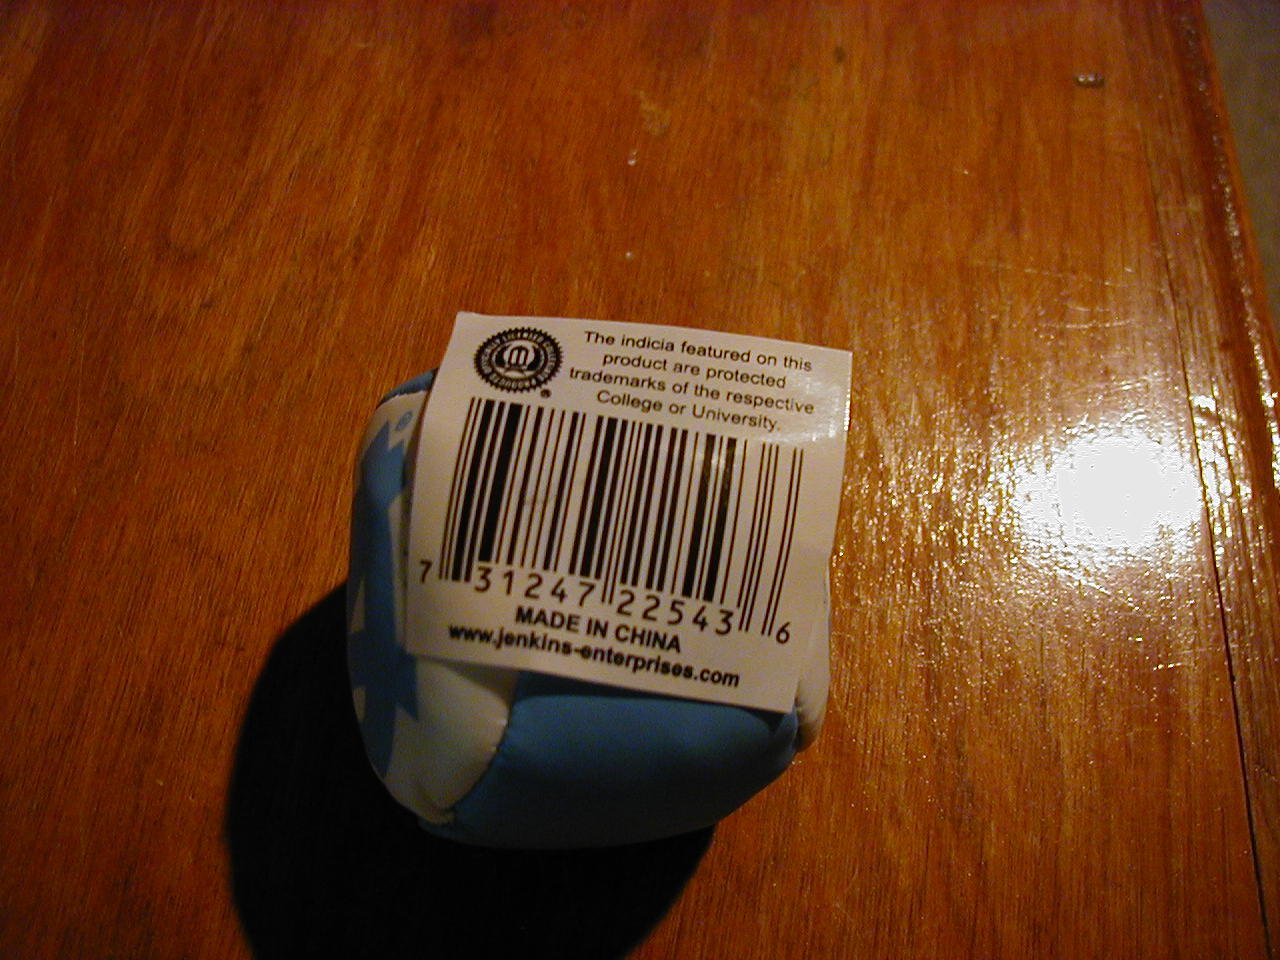 The indicia featured on this
product are protected
trademarks of the respective
College or University.
®
7 31247 22543 6
MADE IN CHINA
www.jenkins-enterprises.com
®